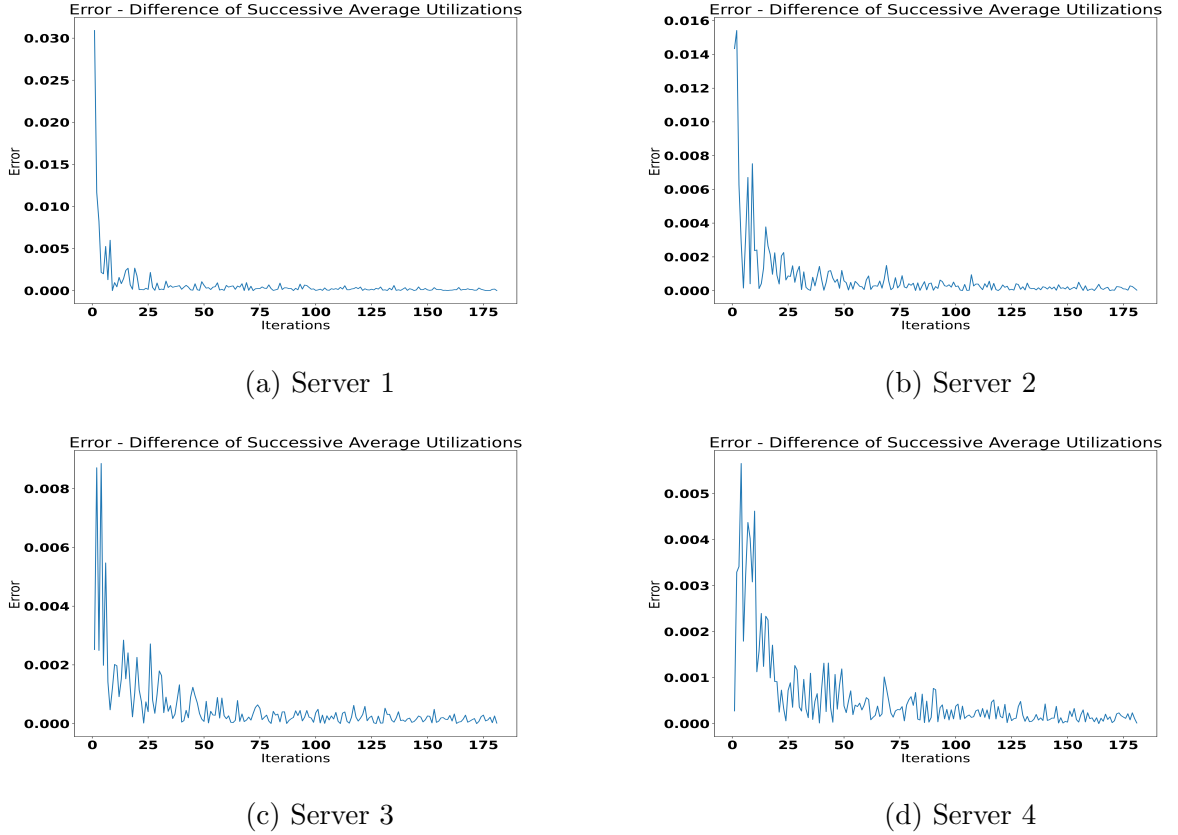 Error - Difference of Successive Average Utilizations
0.030
0.025
0.020
0.015
0.010
0.005
0.000
Error
0 25 50 75 100 125 150 175
Iterations
(a) Server 1
Error - Difference of Successive Average Utilizations
0.016
0.014
0.012
0.010
0.008
0.006
0.004
0.002
0.000
Error
0 25 50 75 100 125 150 175
Iterations
(b) Server 2
Error - Difference of Successive Average Utilizations
0.008
0.006
0.004
0.002
0.000
Error
0 25 50 75 100 125 150 175
Iterations
(c) Server 3
Error - Difference of Successive Average Utilizations
0.005
0.004
0.003
0.002
0.001
0.000
Error
0 25 50 75 100 125 150 175
Iterations
(d) Server 4